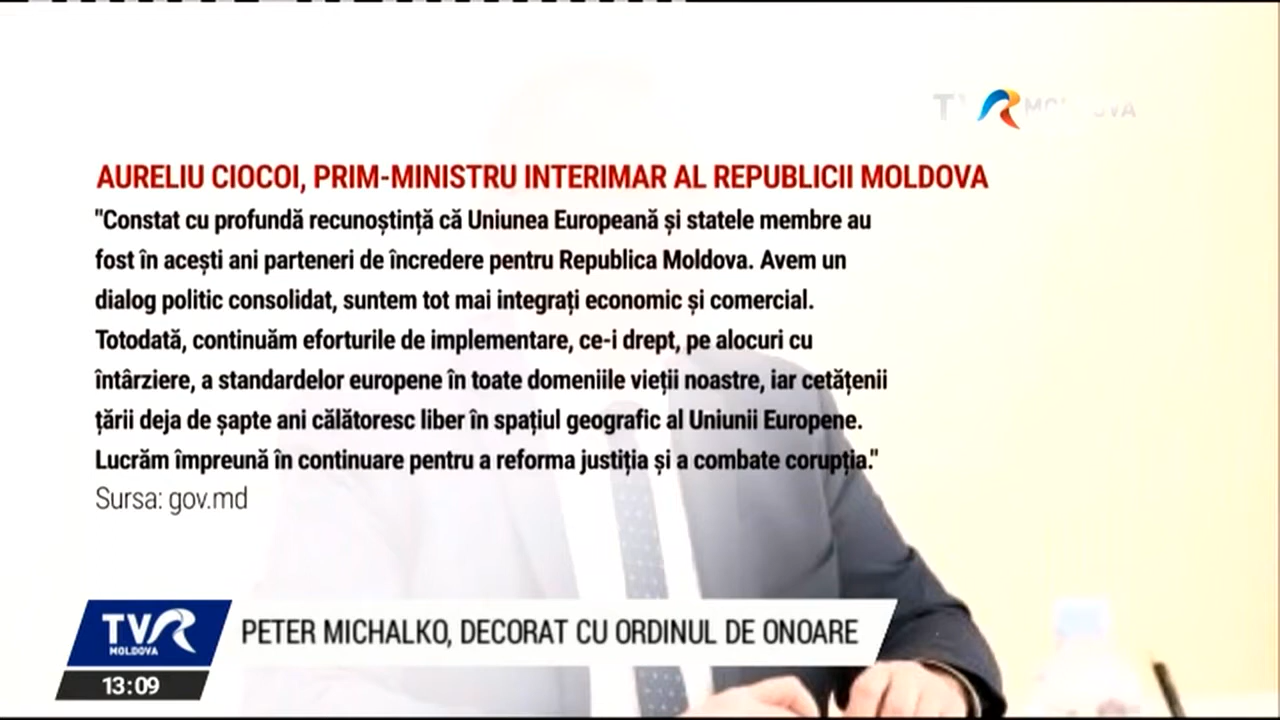 TVR MOLDOVA
AURELIU CIOCOI, PRIM-MINISTRU INTERIMAR AL REPUBLICII MOLDOVA
"Constat cu profundă recunoștință că Uniunea Europeană și statele membre au
fost în acești ani parteneri de încredere pentru Republica Moldova. Avem un
dialog politic consolidat, suntem tot mai integrați economic și comercial.
Totodată, continuăm eforturile de implementare, ce-i drept, pe alocuri cu
întârziere, a standardelor europene în toate domeniile vieții noastre, iar cetățenii
țării deja de șapte ani călătoresc liber în spațiul geografic al Uniunii Europene.
Lucrăm împreună în continuare pentru a reforma justiția și a combate corupția."
Sursa: gov.md
TVR
MOLDOVA
PETER MICHALKO, DECORAT CU ORDINUL DE ONOARE
13:09